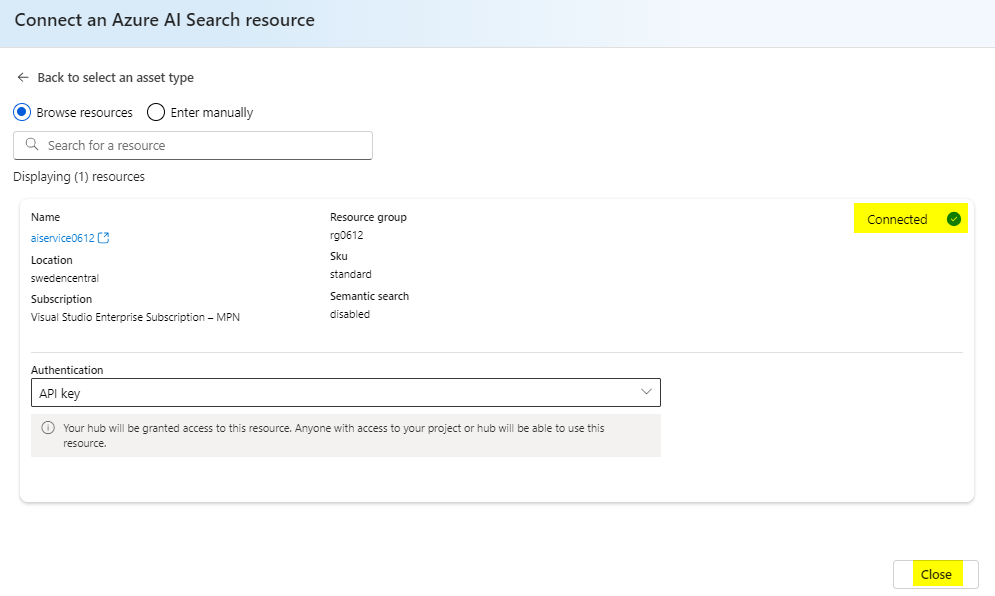 Connect an Azure AI Search resource
Back to select an asset type
Browse resources
Enter manually
Search for a resource
Displaying (1) resources
Name
aiservice0612
Location
swedencentral
Subscription
Visual Studio Enterprise Subscription – MPN
Resource group
rg0612
Sku
standard
Semantic search
disabled
Connected
Authentication
API key
Your hub will be granted access to this resource. Anyone with access to your project or hub will be able to use this
resource.
Close